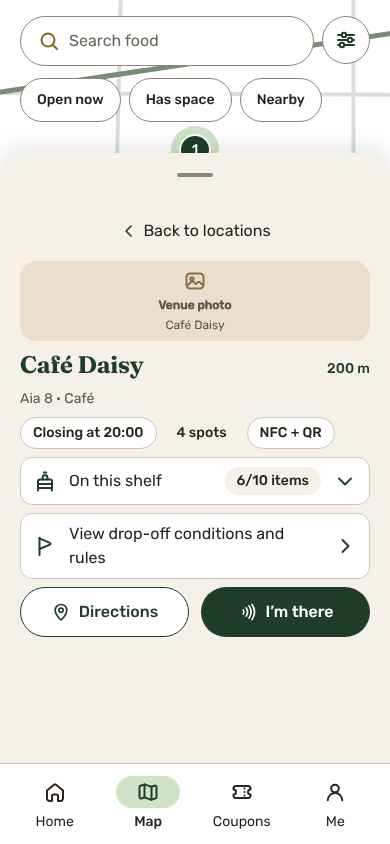 Search food
Open now
Has space
Nearby
1
Back to locations
Venue photo
Café Daisy
Café Daisy
200 m
Aia 8 • Café
Closing at 20:00
4 spots
NFC + QR
On this shelf
6/10 items
View drop-off conditions and
rules
Directions
I'm there
Home
Map
Coupons
Me